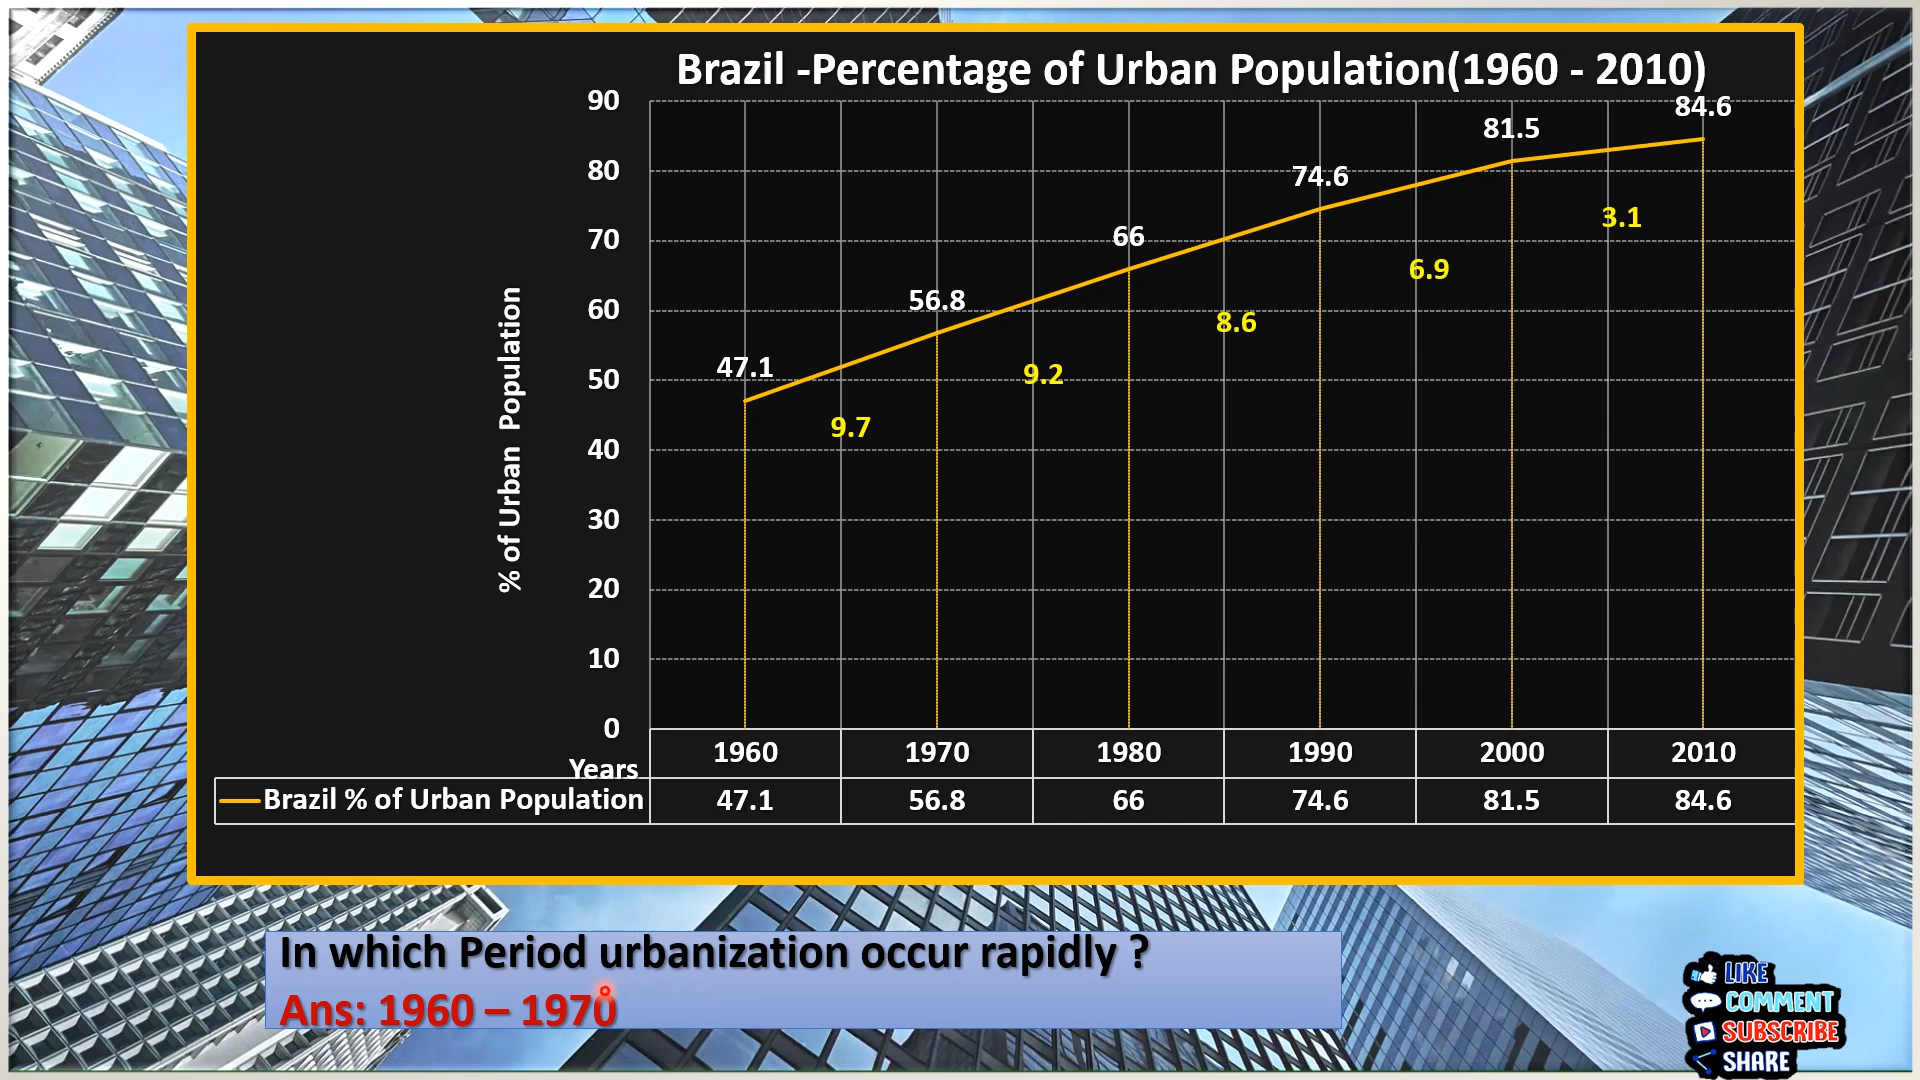 Brazil -Percentage of Urban Population(1960 - 2010)
90
80
70
60
50
40
30
20
10
0
% of Urban Population
47.1
56.8
66
74.6
81.5
84.6
9.7
9.2
8.6
6.9
3.1
Years
1960 1970 1980 1990 2000 2010
Brazil % of Urban Population 47.1 56.8 66 74.6 81.5 84.6
In which Period urbanization occur rapidly ?
Ans: 1960 – 1970
LIKE
COMMENT
SUBSCRIBE
SHARE